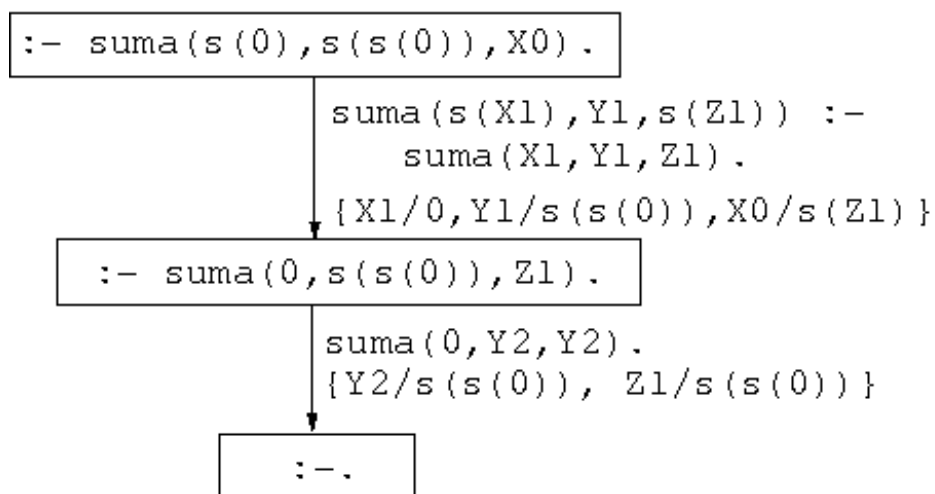 :- suma(s(0),s(s(0)),X0).
suma(s(X1),Y1,s(Z1)) :-
suma(X1,Y1,Z1).
{X1/0,Y1/s(s(0)),X0/s(Z1)}
:- suma(0,s(s(0)),Z1).
suma(0,Y2,Y2).
{Y2/s(s(0)), Z1/s(s(0))}
:-.